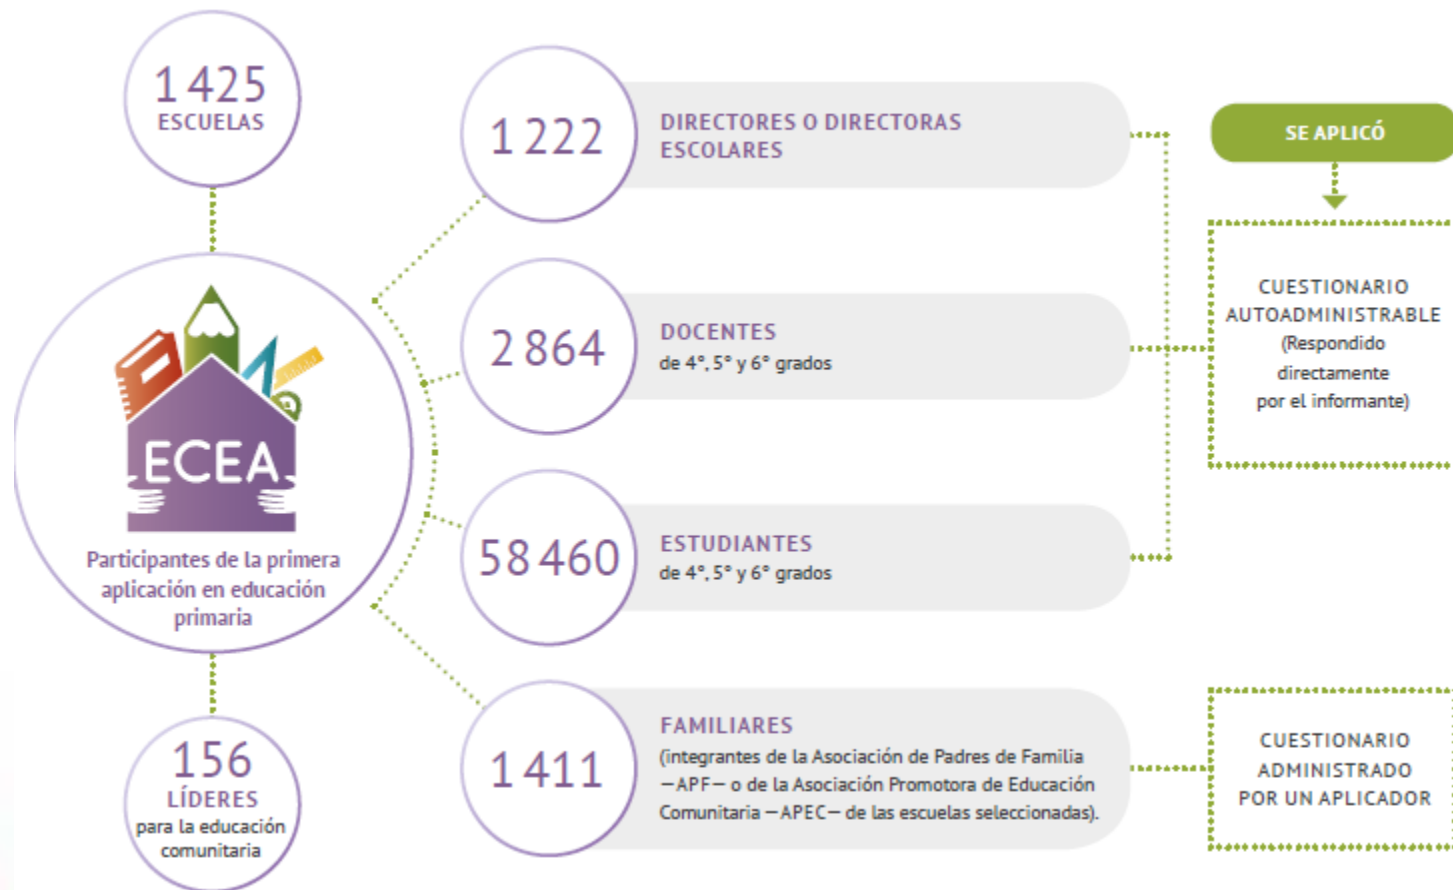 1 425
ESCUELAS
ECEA
Participantes de la primera
aplicación en educación
primaria
156
LÍDERES
para la educación
comunitaria
1 222
DIRECTORES O DIRECTORAS
ESCOLARES
2 864
DOCENTES
de 4°, 5° y 6° grados
58 460
ESTUDIANTES
de 4°, 5° y 6° grados
1 411
FAMILIARES
(integrantes de la Asociación de Padres de Familia
—APF— o de la Asociación Promotora de Educación
Comunitaria —APEC— de las escuelas seleccionadas).
SE APLICÓ
CUESTIONARIO
AUTOADMINISTRABLE
(Respondido
directamente
por el informante)
CUESTIONARIO
ADMINISTRADO
POR UN APLICADOR